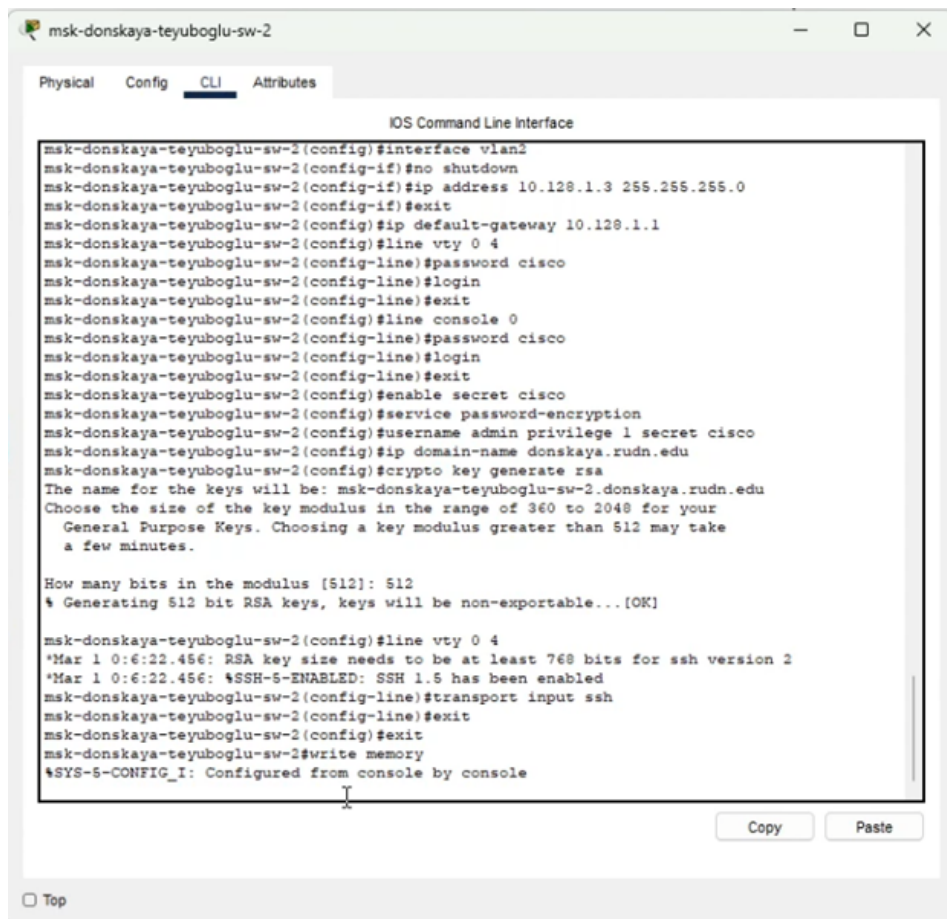 msk-donskaya-teyuboglu-sw-2
Physical Config CLI Attributes
IOS Command Line Interface
msk-donskaya-teyuboglu-sw-2(config)#interface vlan2
msk-donskaya-teyuboglu-sw-2(config-if)#no shutdown
msk-donskaya-teyuboglu-sw-2(config-if)#ip address 10.128.1.3 255.255.255.0
msk-donskaya-teyuboglu-sw-2(config-if)#exit
msk-donskaya-teyuboglu-sw-2(config)#ip default-gateway 10.128.1.1
msk-donskaya-teyuboglu-sw-2(config)#line vty 0 4
msk-donskaya-teyuboglu-sw-2(config-line)#password cisco
msk-donskaya-teyuboglu-sw-2(config-line)#login
msk-donskaya-teyuboglu-sw-2(config-line)#exit
msk-donskaya-teyuboglu-sw-2(config)#line console 0
msk-donskaya-teyuboglu-sw-2(config-line)#password cisco
msk-donskaya-teyuboglu-sw-2(config-line)#login
msk-donskaya-teyuboglu-sw-2(config-line)#exit
msk-donskaya-teyuboglu-sw-2(config)#enable secret cisco
msk-donskaya-teyuboglu-sw-2(config)#service password-encryption
msk-donskaya-teyuboglu-sw-2(config)#username admin privilege 1 secret cisco
msk-donskaya-teyuboglu-sw-2(config)#ip domain-name donskaya.rudn.edu
msk-donskaya-teyuboglu-sw-2(config)#crypto key generate rsa
The name for the keys will be: msk-donskaya-teyuboglu-sw-2.donskaya.rudn.edu
Choose the size of the key modulus in the range of 360 to 2048 for your
General Purpose Keys. Choosing a key modulus greater than 512 may take
a few minutes.
How many bits in the modulus [512]: 512
% Generating 512 bit RSA keys, keys will be non-exportable...[OK]
msk-donskaya-teyuboglu-sw-2(config)#line vty 0 4
*Mar 1 0:6:22.456: RSA key size needs to be at least 768 bits for ssh version 2
*Mar 1 0:6:22.456: %SSH-5-ENABLED: SSH 1.5 has been enabled
msk-donskaya-teyuboglu-sw-2(config-line)#transport input ssh
msk-donskaya-teyuboglu-sw-2(config-line)#exit
msk-donskaya-teyuboglu-sw-2(config)#exit
msk-donskaya-teyuboglu-sw-2#write memory
%SYS-5-CONFIG_I: Configured from console by console
Copy Paste
Top